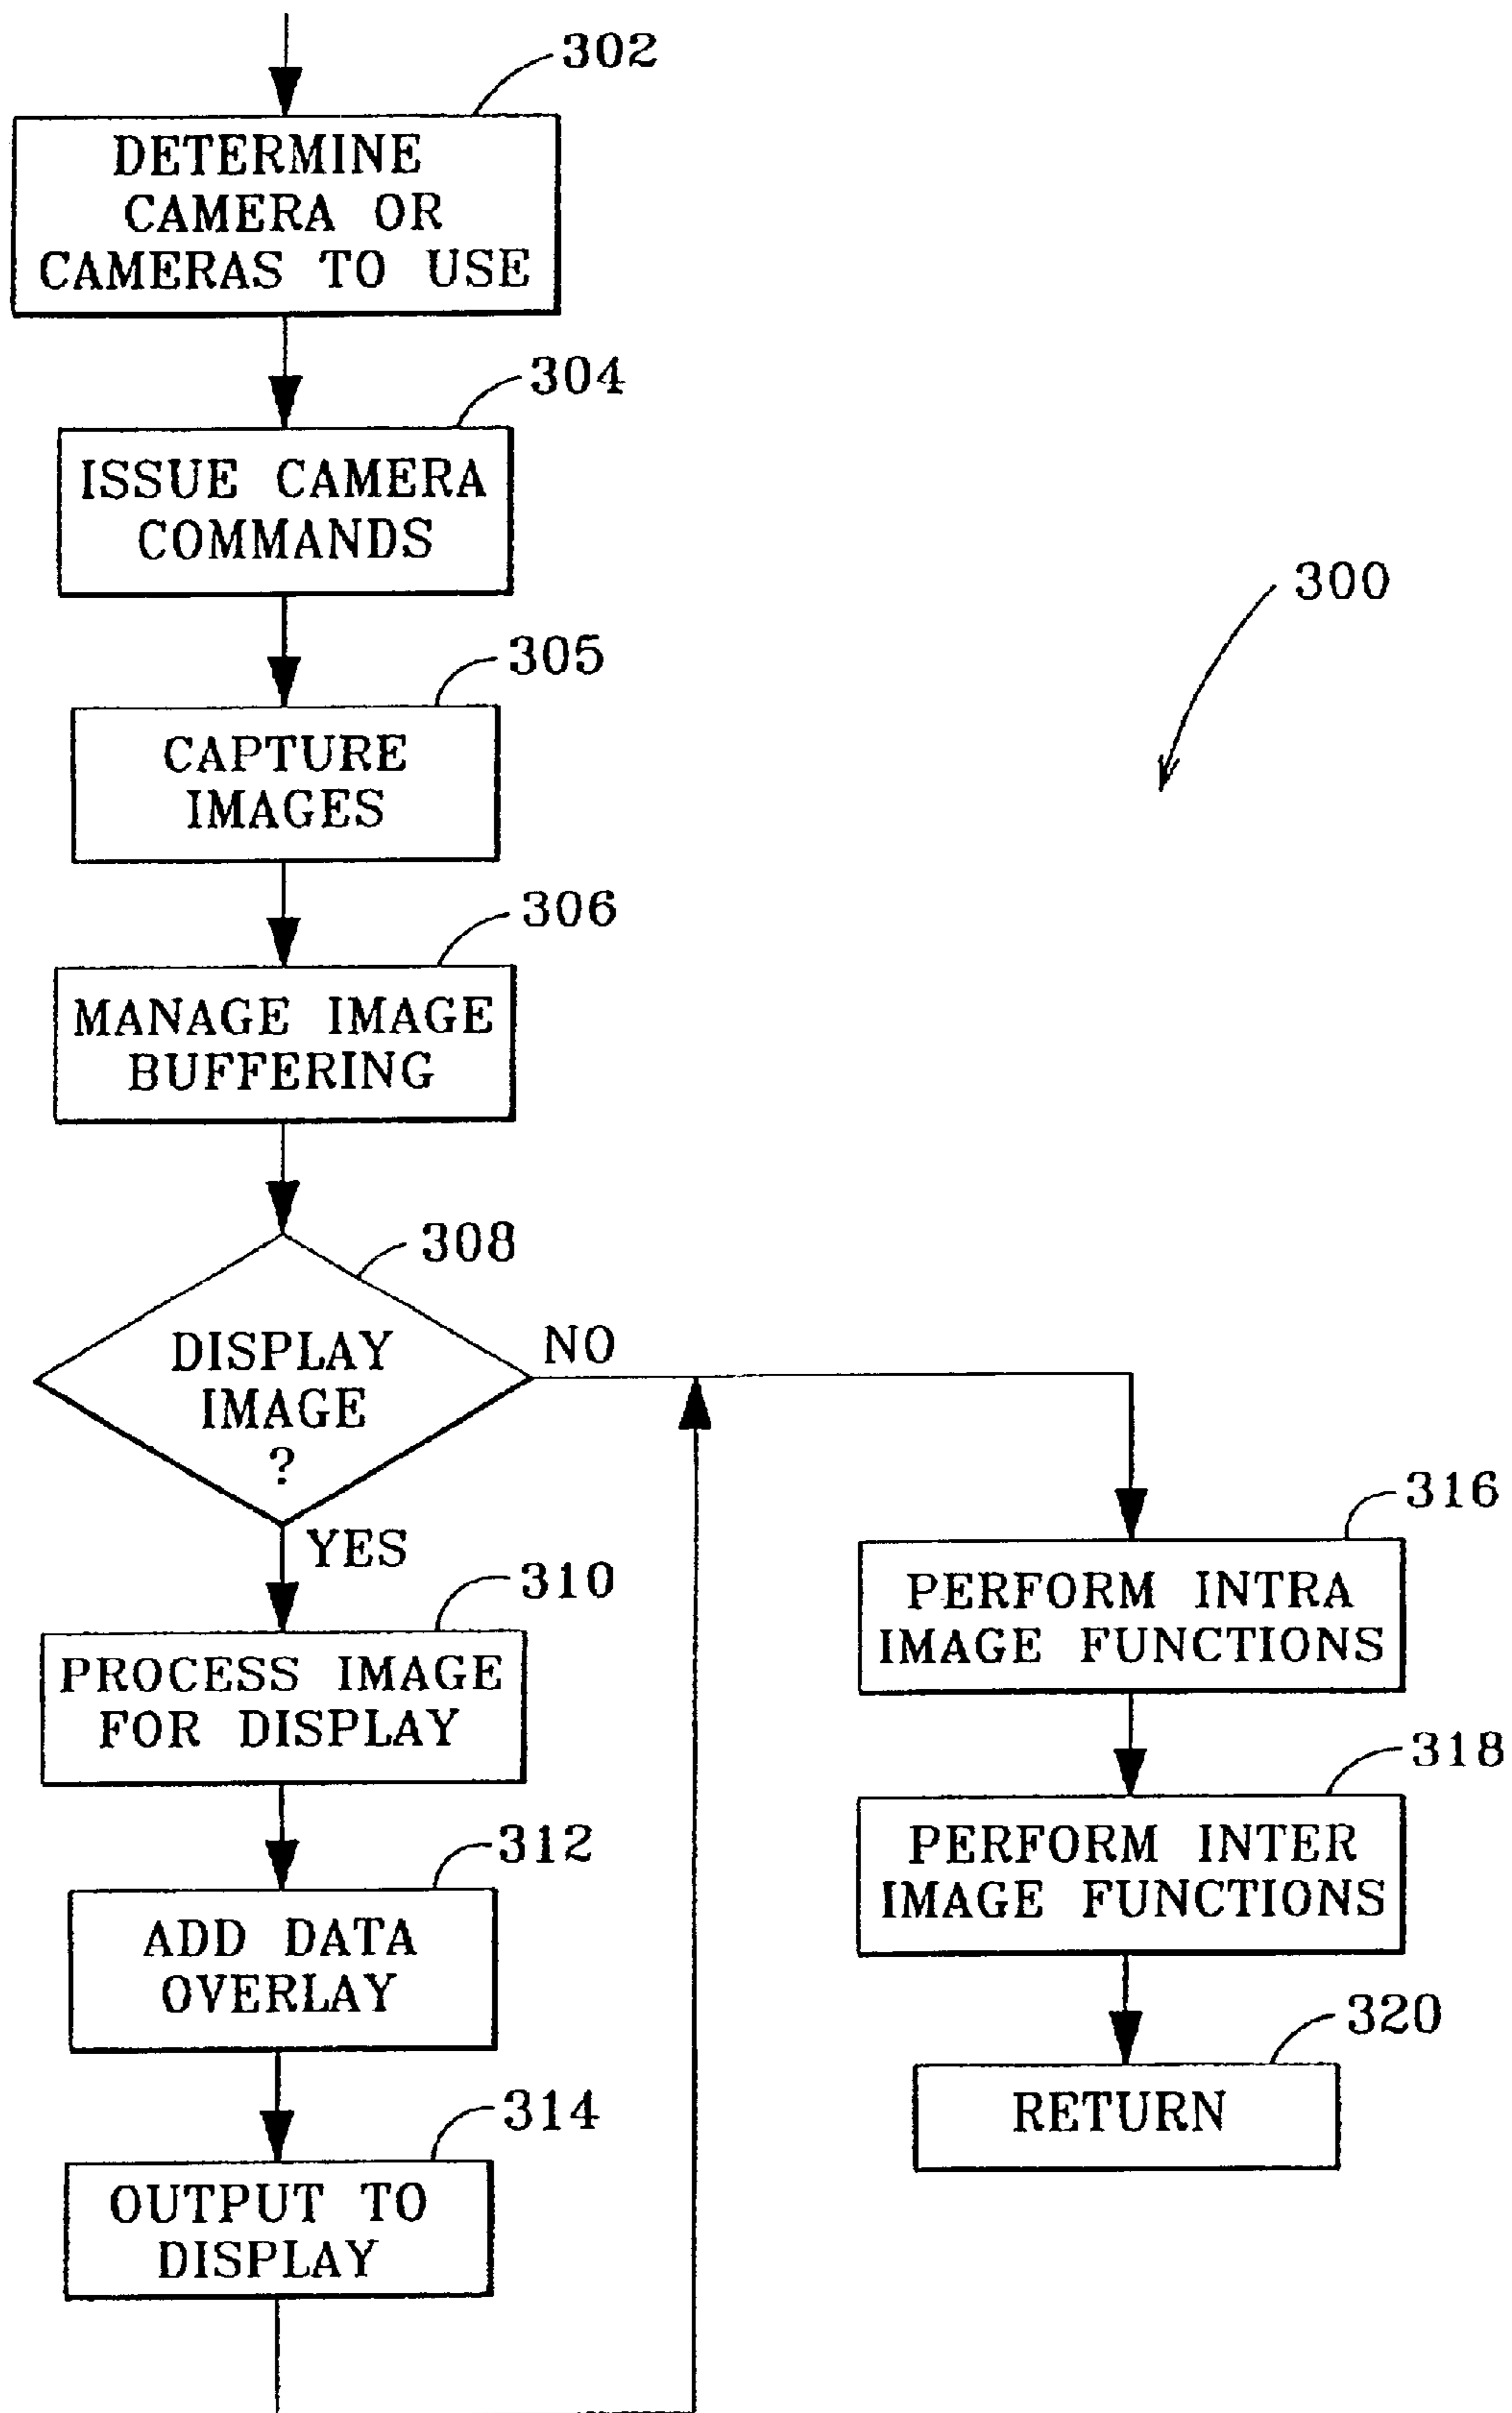 302
DETERMINE
CAMERA OR
CAMERAS TO USE
304
ISSUE CAMERA
COMMANDS
300
305
CAPTURE
IMAGES
306
MANAGE IMAGE
BUFFERING
308
DISPLAY
IMAGE
?
NO
YES
310
PROCESS IMAGE
FOR DISPLAY
312
ADD DATA
OVERLAY
314
OUTPUT TO
DISPLAY
316
PERFORM INTRA
IMAGE FUNCTIONS
318
PERFORM INTER
IMAGE FUNCTIONS
320
RETURN